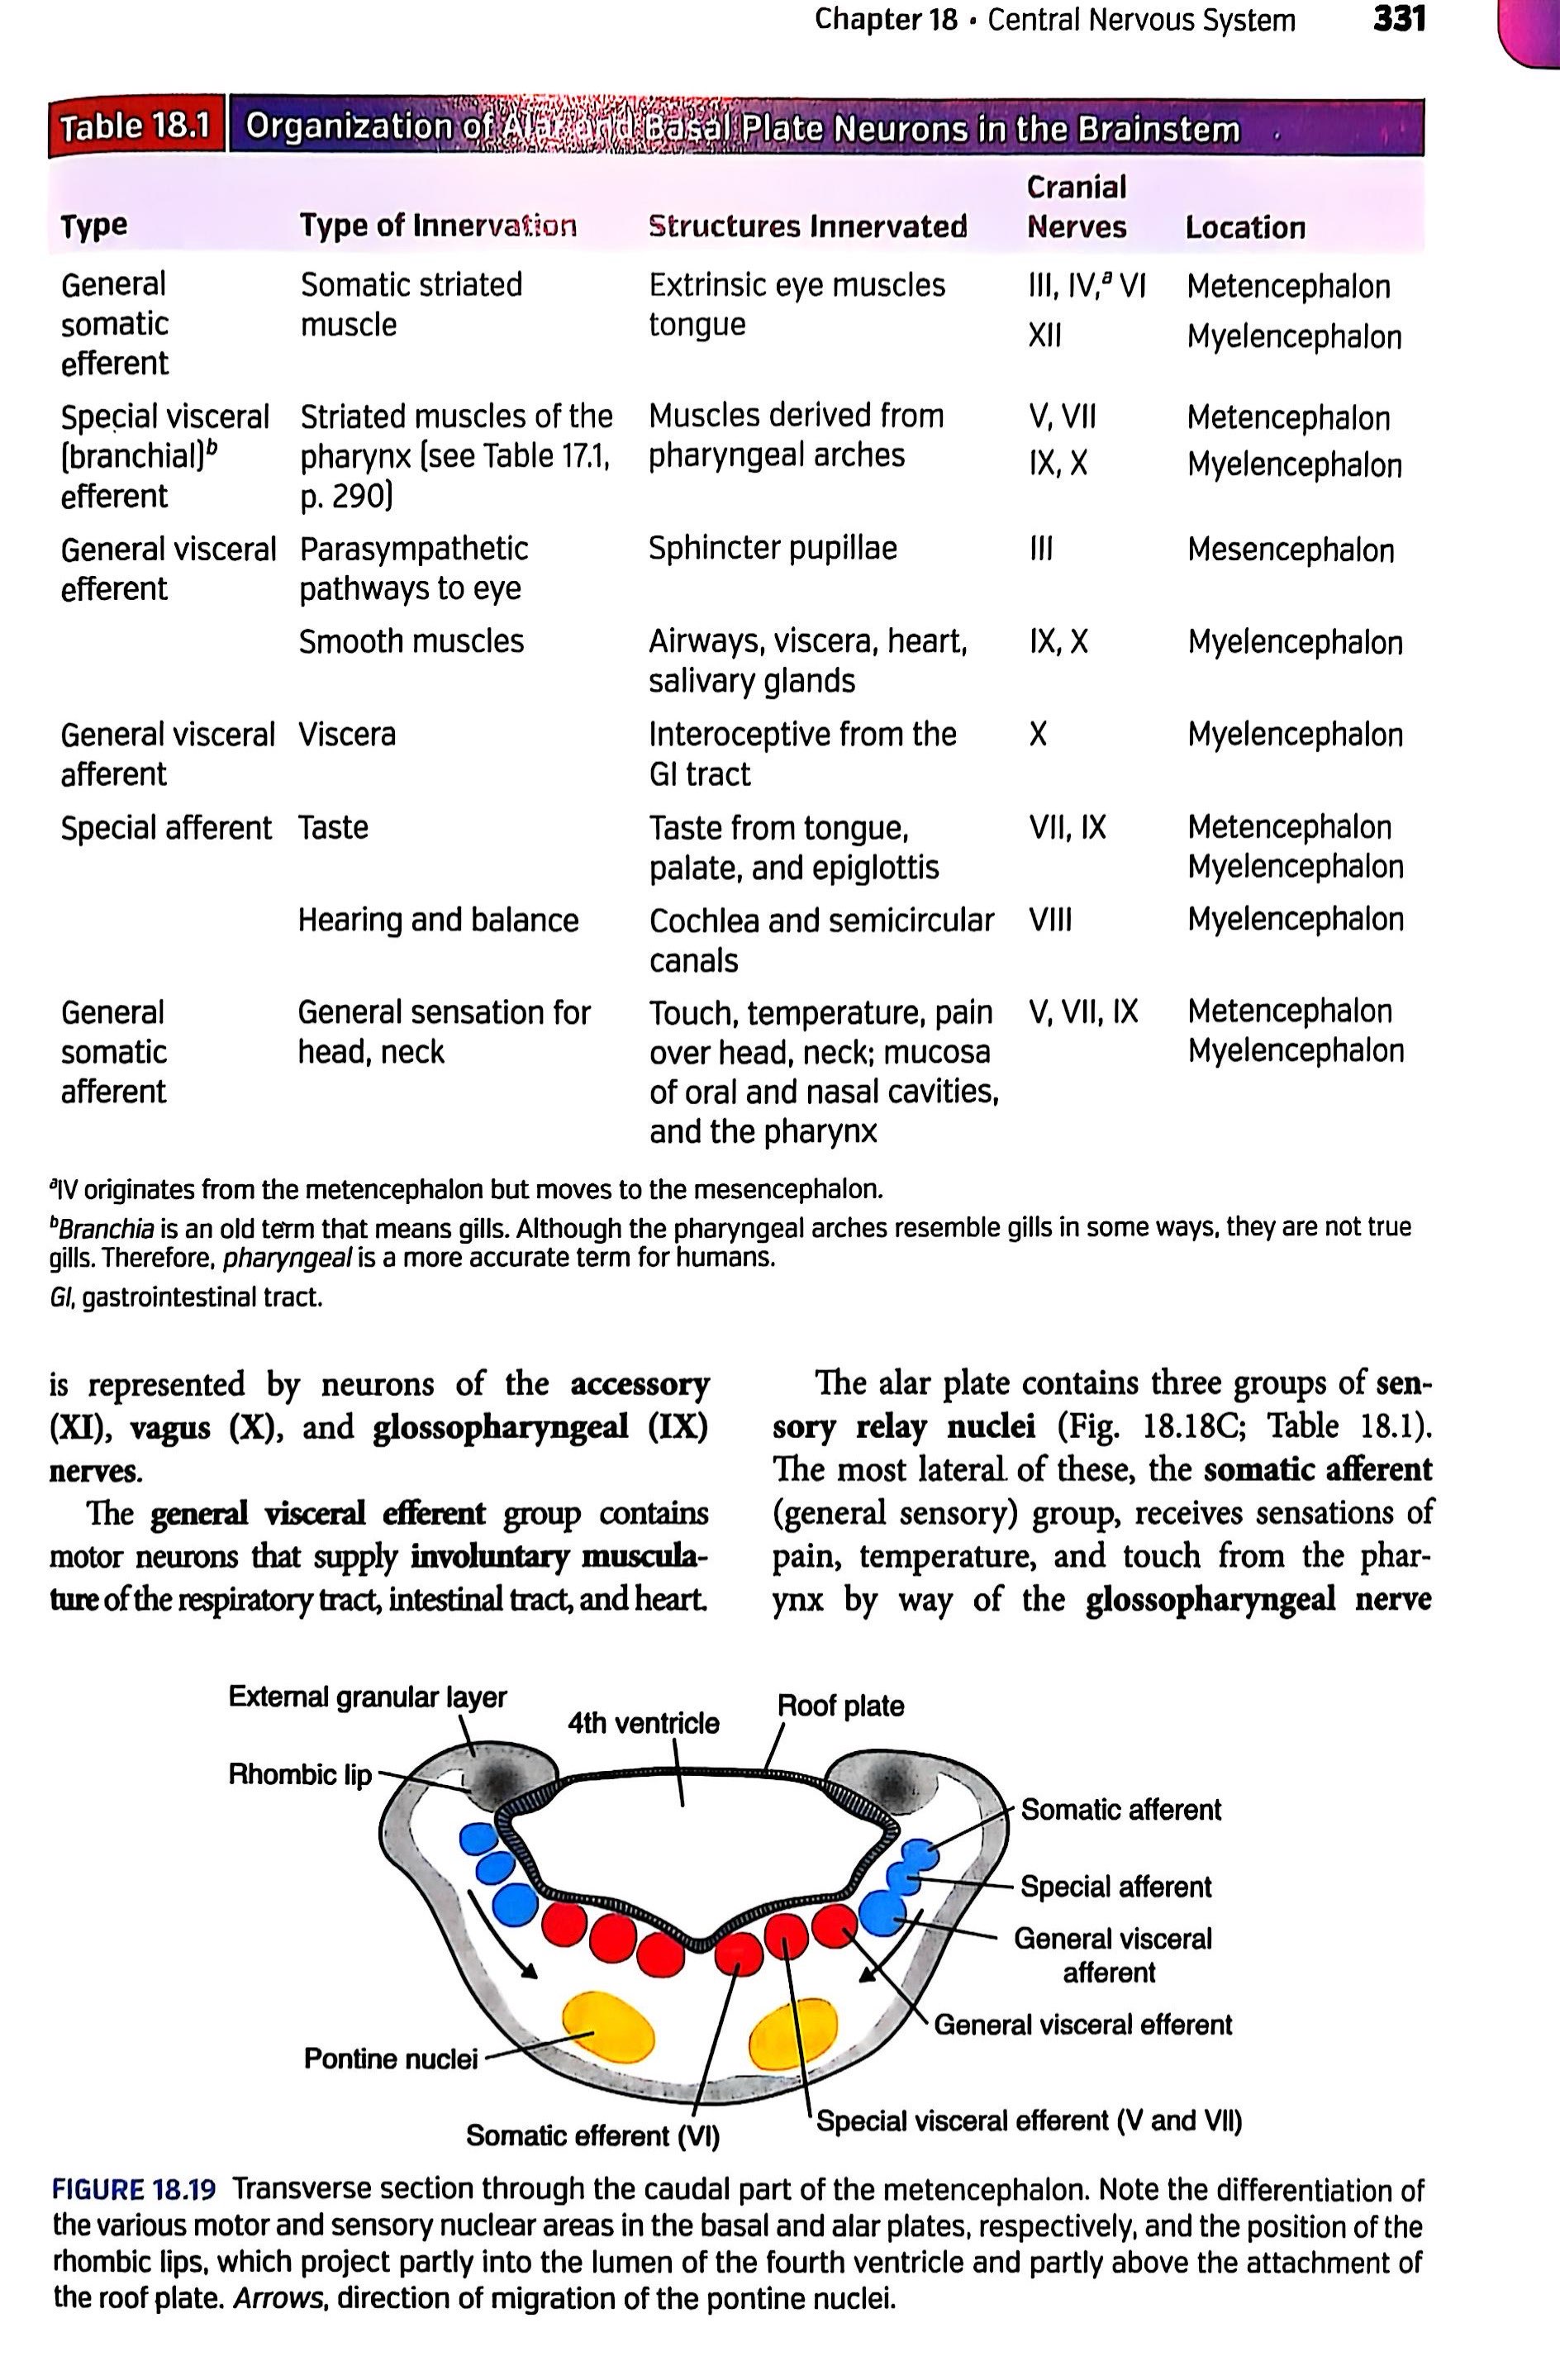 Chapter 18 • Central Nervous System 331
Table 18.1 Organization of Alar and Basal Plate Neurons in the Brainstem
Cranial
Type Type of Innervation Structures Innervated Nerves Location
General Somatic striated Extrinsic eye muscles III, IV,ª VI Metencephalon
somatic muscle tongue XII Myelencephalon
efferent
Special visceral Striated muscles of the Muscles derived from V, VII Metencephalon
(branchial)ᵇ pharynx (see Table 17.1, pharyngeal arches IX, X Myelencephalon
efferent p. 290)
General visceral Parasympathetic Sphincter pupillae III Mesencephalon
efferent pathways to eye
Smooth muscles Airways, viscera, heart, IX, X Myelencephalon
salivary glands
General visceral Viscera Interoceptive from the X Myelencephalon
afferent GI tract
Special afferent Taste Taste from tongue, VII, IX Metencephalon
palate, and epiglottis Myelencephalon
Hearing and balance Cochlea and semicircular VIII Myelencephalon
canals
General General sensation for Touch, temperature, pain V, VII, IX Metencephalon
somatic head, neck over head, neck; mucosa Myelencephalon
afferent of oral and nasal cavities,
and the pharynx
ªIV originates from the metencephalon but moves to the mesencephalon.
ᵇBranchia is an old term that means gills. Although the pharyngeal arches resemble gills in some ways, they are not true
gills. Therefore, pharyngeal is a more accurate term for humans.
GI, gastrointestinal tract.
is represented by neurons of the accessory
(XI), vagus (X), and glossopharyngeal (IX)
nerves.
The general visceral efferent group contains
motor neurons that supply involuntary muscula-
ture of the respiratory tract, intestinal tract, and heart.
The alar plate contains three groups of sen-
sory relay nuclei (Fig. 18.18C; Table 18.1).
The most lateral of these, the somatic afferent
(general sensory) group, receives sensations of
pain, temperature, and touch from the phar-
ynx by way of the glossopharyngeal nerve
External granular layer
4th ventricle
Roof plate
Rhombic lip
Somatic afferent
Special afferent
General visceral
afferent
General visceral efferent
Pontine nuclei
Special visceral efferent (V and VII)
Somatic efferent (VI)
FIGURE 18.19 Transverse section through the caudal part of the metencephalon. Note the differentiation of
the various motor and sensory nuclear areas in the basal and alar plates, respectively, and the position of the
rhombic lips, which project partly into the lumen of the fourth ventricle and partly above the attachment of
the roof plate. Arrows, direction of migration of the pontine nuclei.